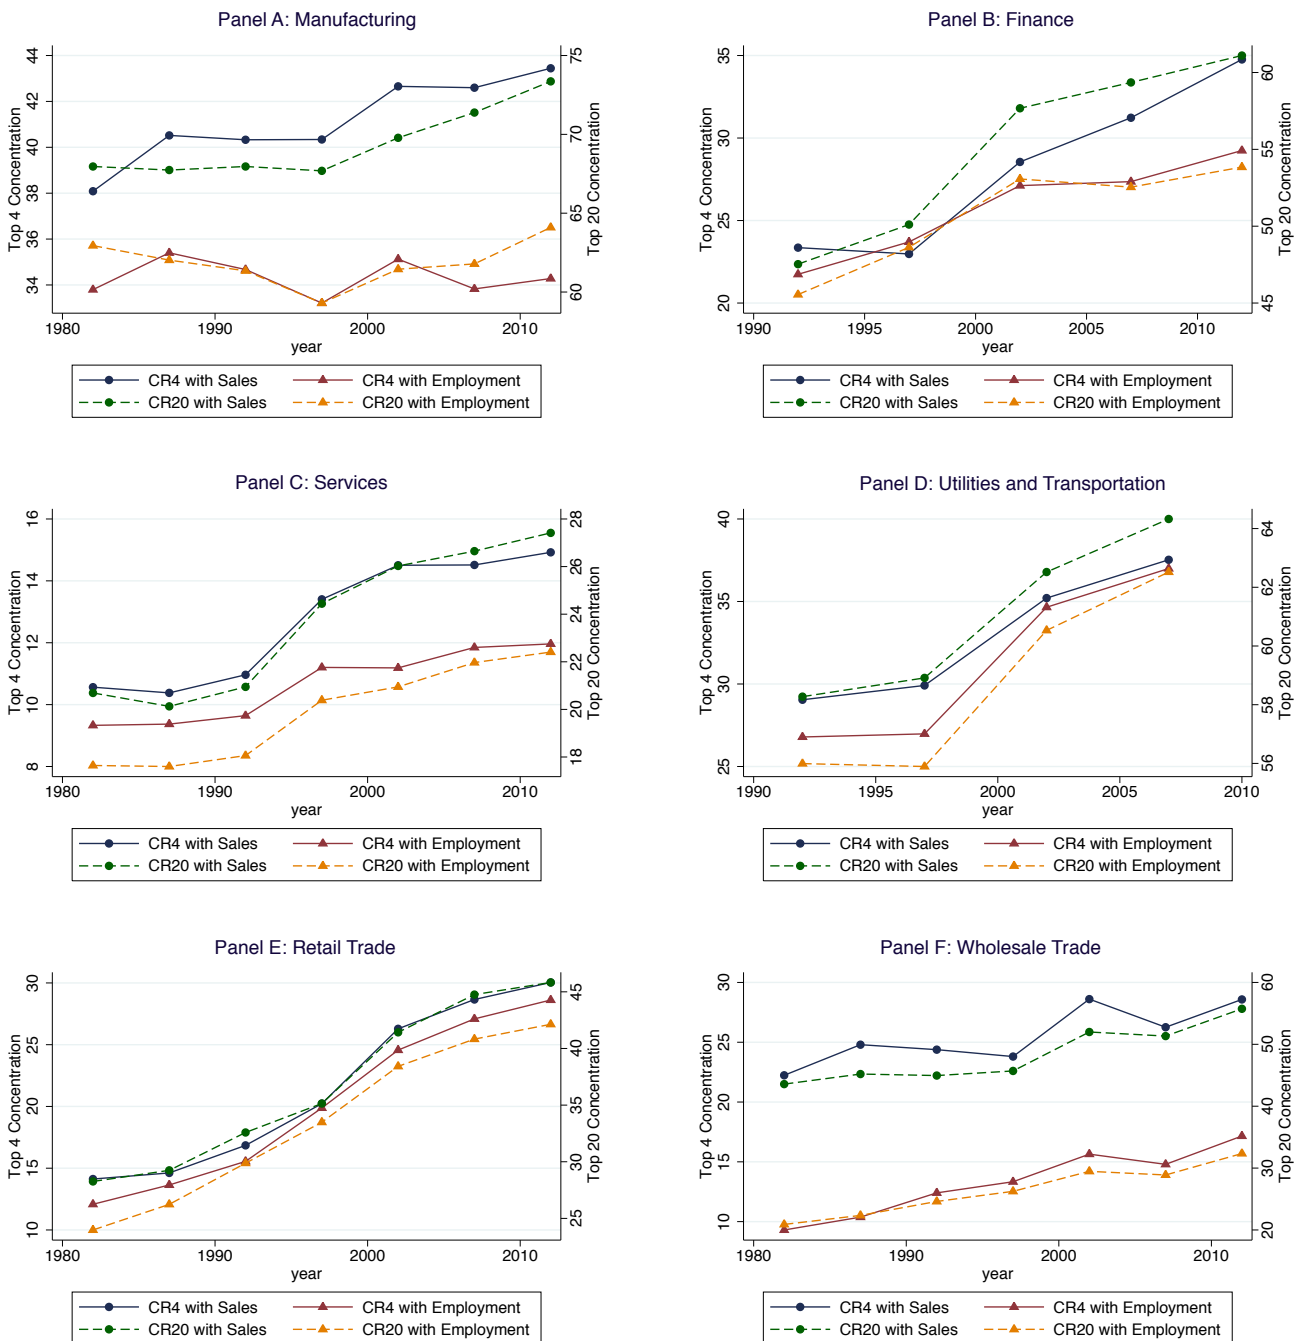 Panel A: Manufacturing
Top 4 Concentration
34 36 38 40 42 44
Top 20 Concentration
60 65 70 75
1980 1990 2000 2010
year
CR4 with Sales CR4 with Employment
CR20 with Sales CR20 with Employment
Panel B: Finance
Top 4 Concentration
20 25 30 35
Top 20 Concentration
45 50 55 60
1990 1995 2000 2005 2010
year
CR4 with Sales CR4 with Employment
CR20 with Sales CR20 with Employment
Panel C: Services
Top 4 Concentration
8 10 12 14 16
Top 20 Concentration
18 20 22 24 26 28
1980 1990 2000 2010
year
CR4 with Sales CR4 with Employment
CR20 with Sales CR20 with Employment
Panel D: Utilities and Transportation
Top 4 Concentration
25 30 35 40
Top 20 Concentration
56 58 60 62 64
1990 1995 2000 2005 2010
year
CR4 with Sales CR4 with Employment
CR20 with Sales CR20 with Employment
Panel E: Retail Trade
Top 4 Concentration
10 15 20 25 30
Top 20 Concentration
25 30 35 40 45
1980 1990 2000 2010
year
CR4 with Sales CR4 with Employment
CR20 with Sales CR20 with Employment
Panel F: Wholesale Trade
Top 4 Concentration
10 15 20 25 30
Top 20 Concentration
20 30 40 50 60
1980 1990 2000 2010
year
CR4 with Sales CR4 with Employment
CR20 with Sales CR20 with Employment